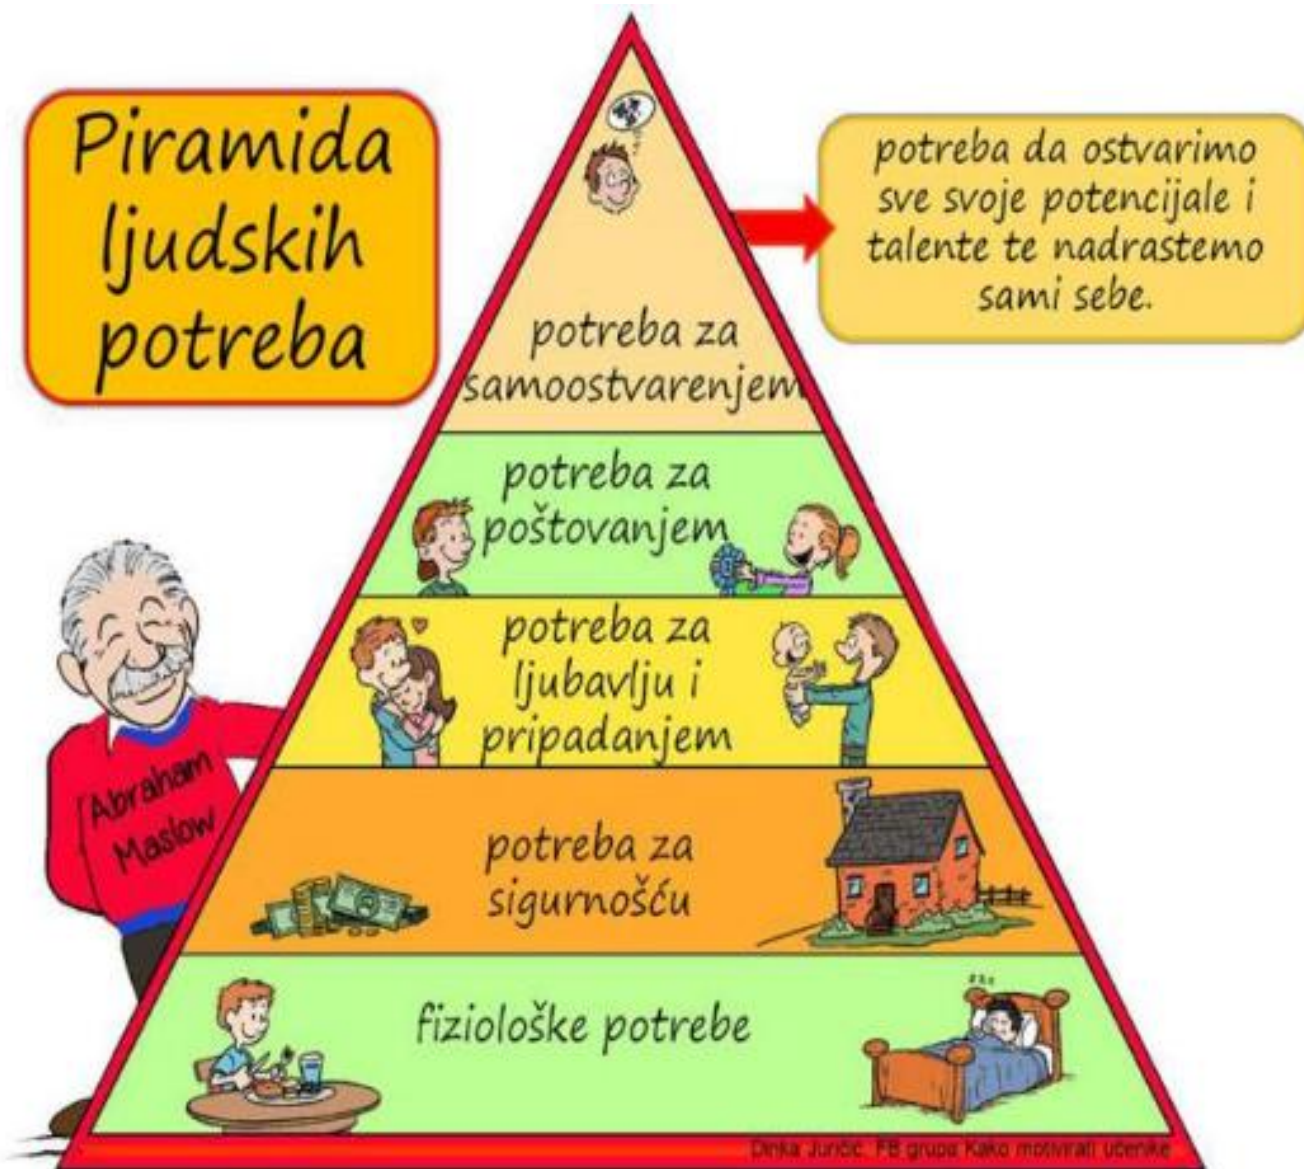 Piramida
ljudskih
potreba
potreba da ostvarimo
sve svoje potencijale i
talente te nadrastemo
sami sebe.
potreba za
samoostvarenjem
potreba za
poštovanjem
potreba za
ljubavlju i
pripadanjem
Abraham
Maslow
potreba za
sigurnošću
zzz
fiziološke potrebe
Dinka Juričić, FB grupa Kako motivirati učenike